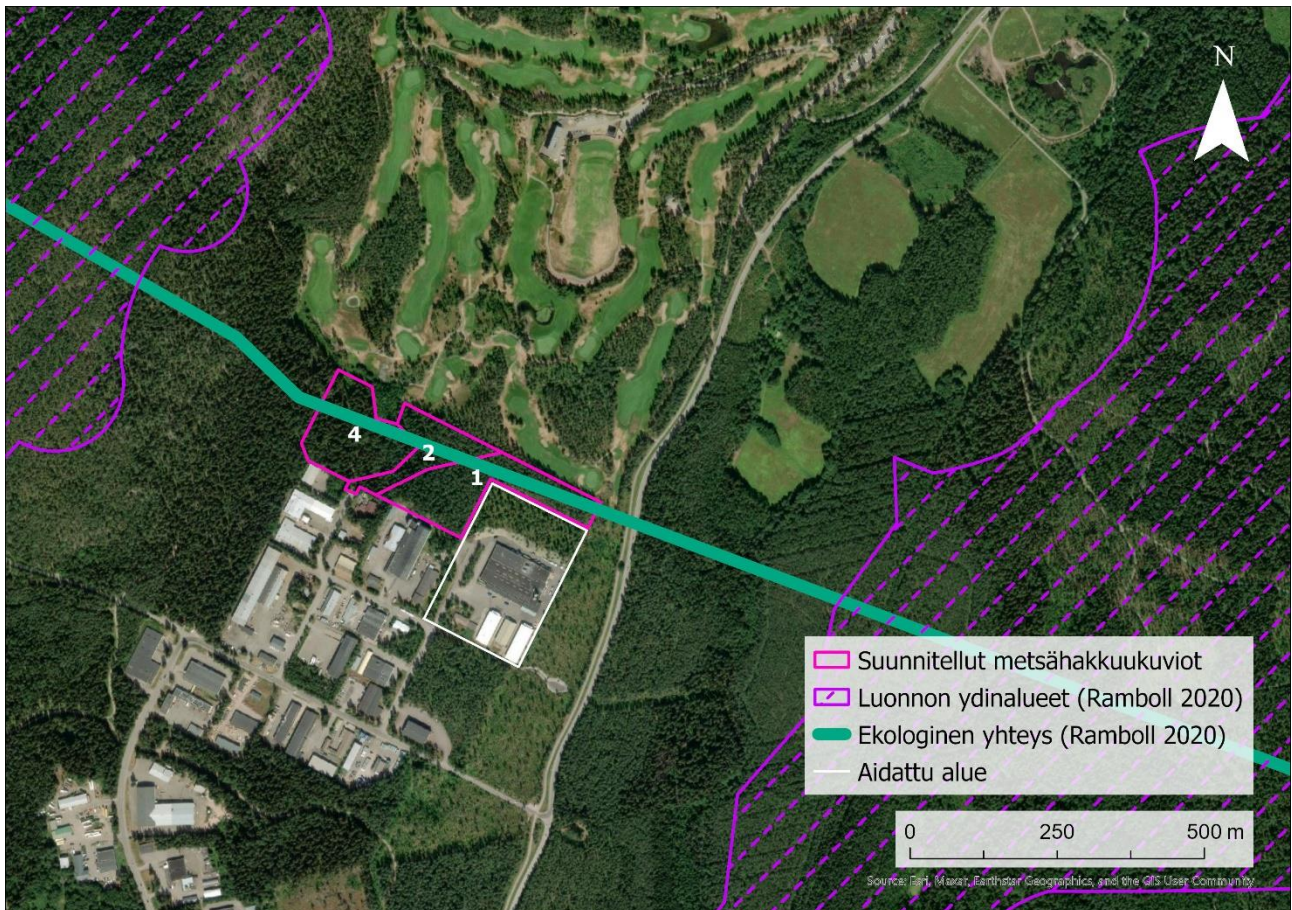 N
4
2
1
Suunnitellut metsähakkuukuviot
Luonnon ydinalueet (Ramboll 2020)
Ekologinen yhteys (Ramboll 2020)
Aidattu alue
0 250 500 m
Source: Esri, Maxar, Earthstar Geographics, and the GIS User Community